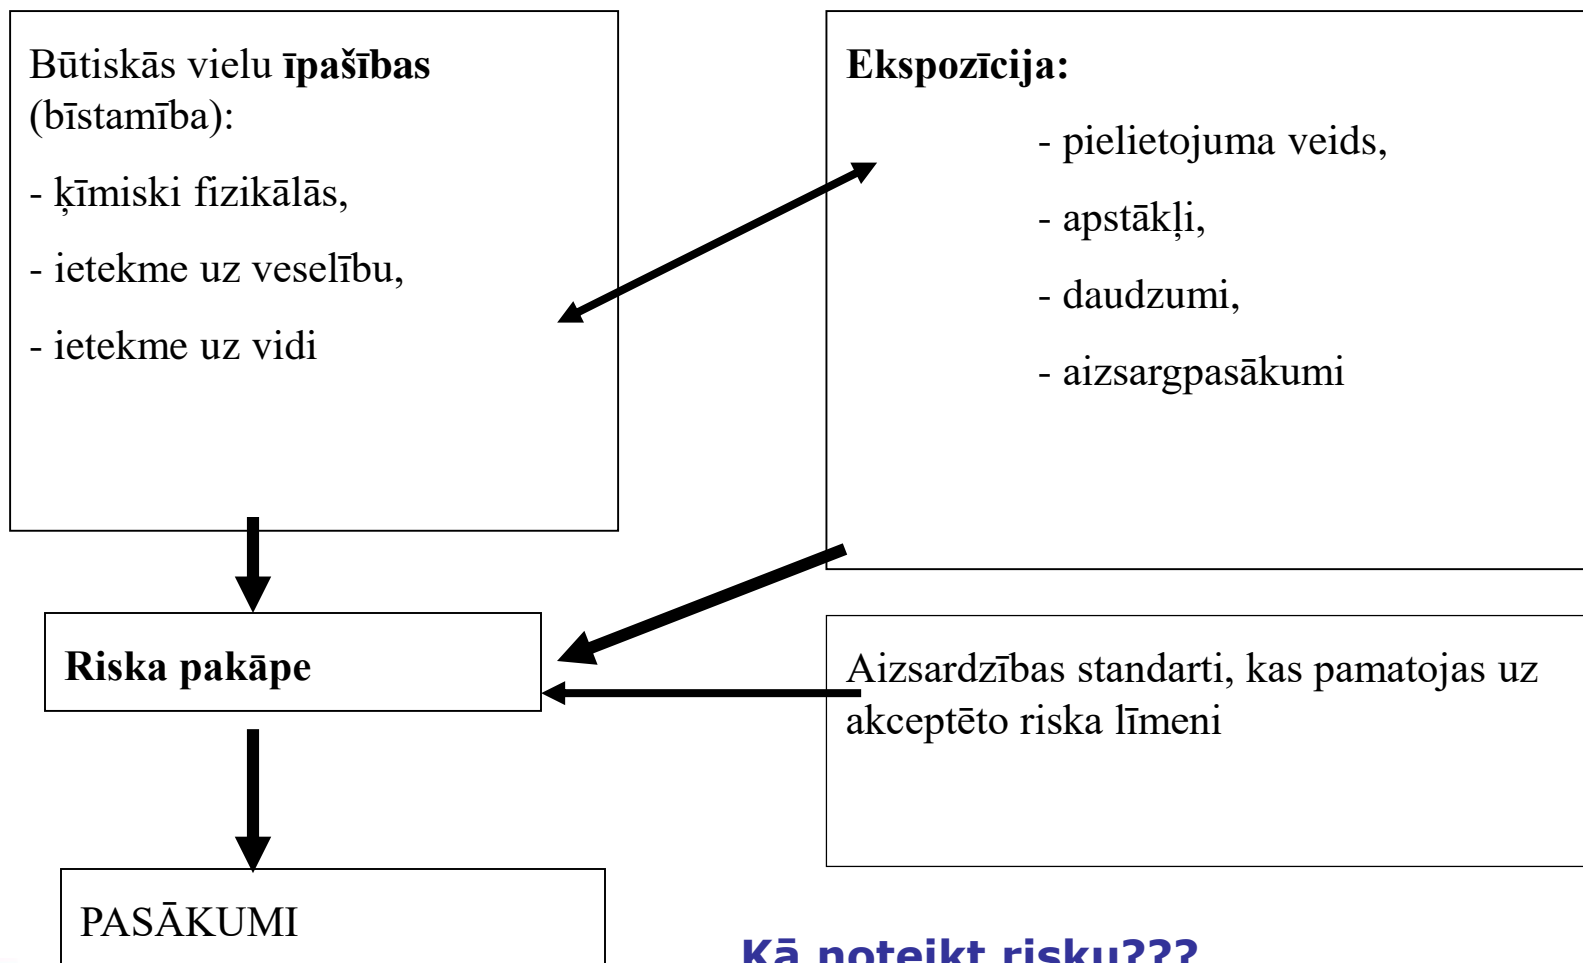 Būtiskās vielu īpašības
(bīstamība):
- ķīmiski fizikālās,
- ietekme uz veselību,
- ietekme uz vidi
Ekspozīcija:
- pielietojuma veids,
- apstākļi,
- daudzumi,
- aizsargpasākumi
Riska pakāpe
Aizsardzības standarti, kas pamatojas uz
akceptēto riska līmeni
PASĀKUMI
Kā noteikt risku???